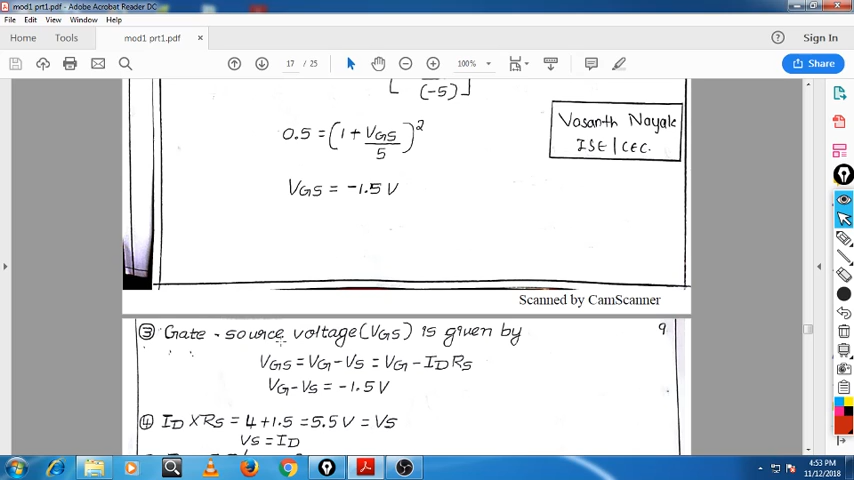 mod1 prt1.pdf - Adobe Acrobat Reader DC
File Edit View Window Help
Home Tools mod1 prt1.pdf × Sign In
17 / 25 100% Share
(-5)
0.5 = (1 + VGS/5)²
Vasanth Nayak
ISE | CEC.
VGS = -1.5 V
Scanned by CamScanner
③ Gate - source voltage (VGS) is given by 9
VGS = VG - VS = VG - ID RS
VG - VS = -1.5 V
④ ID X RS = 4 + 1.5 = 5.5 V = VS
VS = ID
4:53 PM
11/12/2018